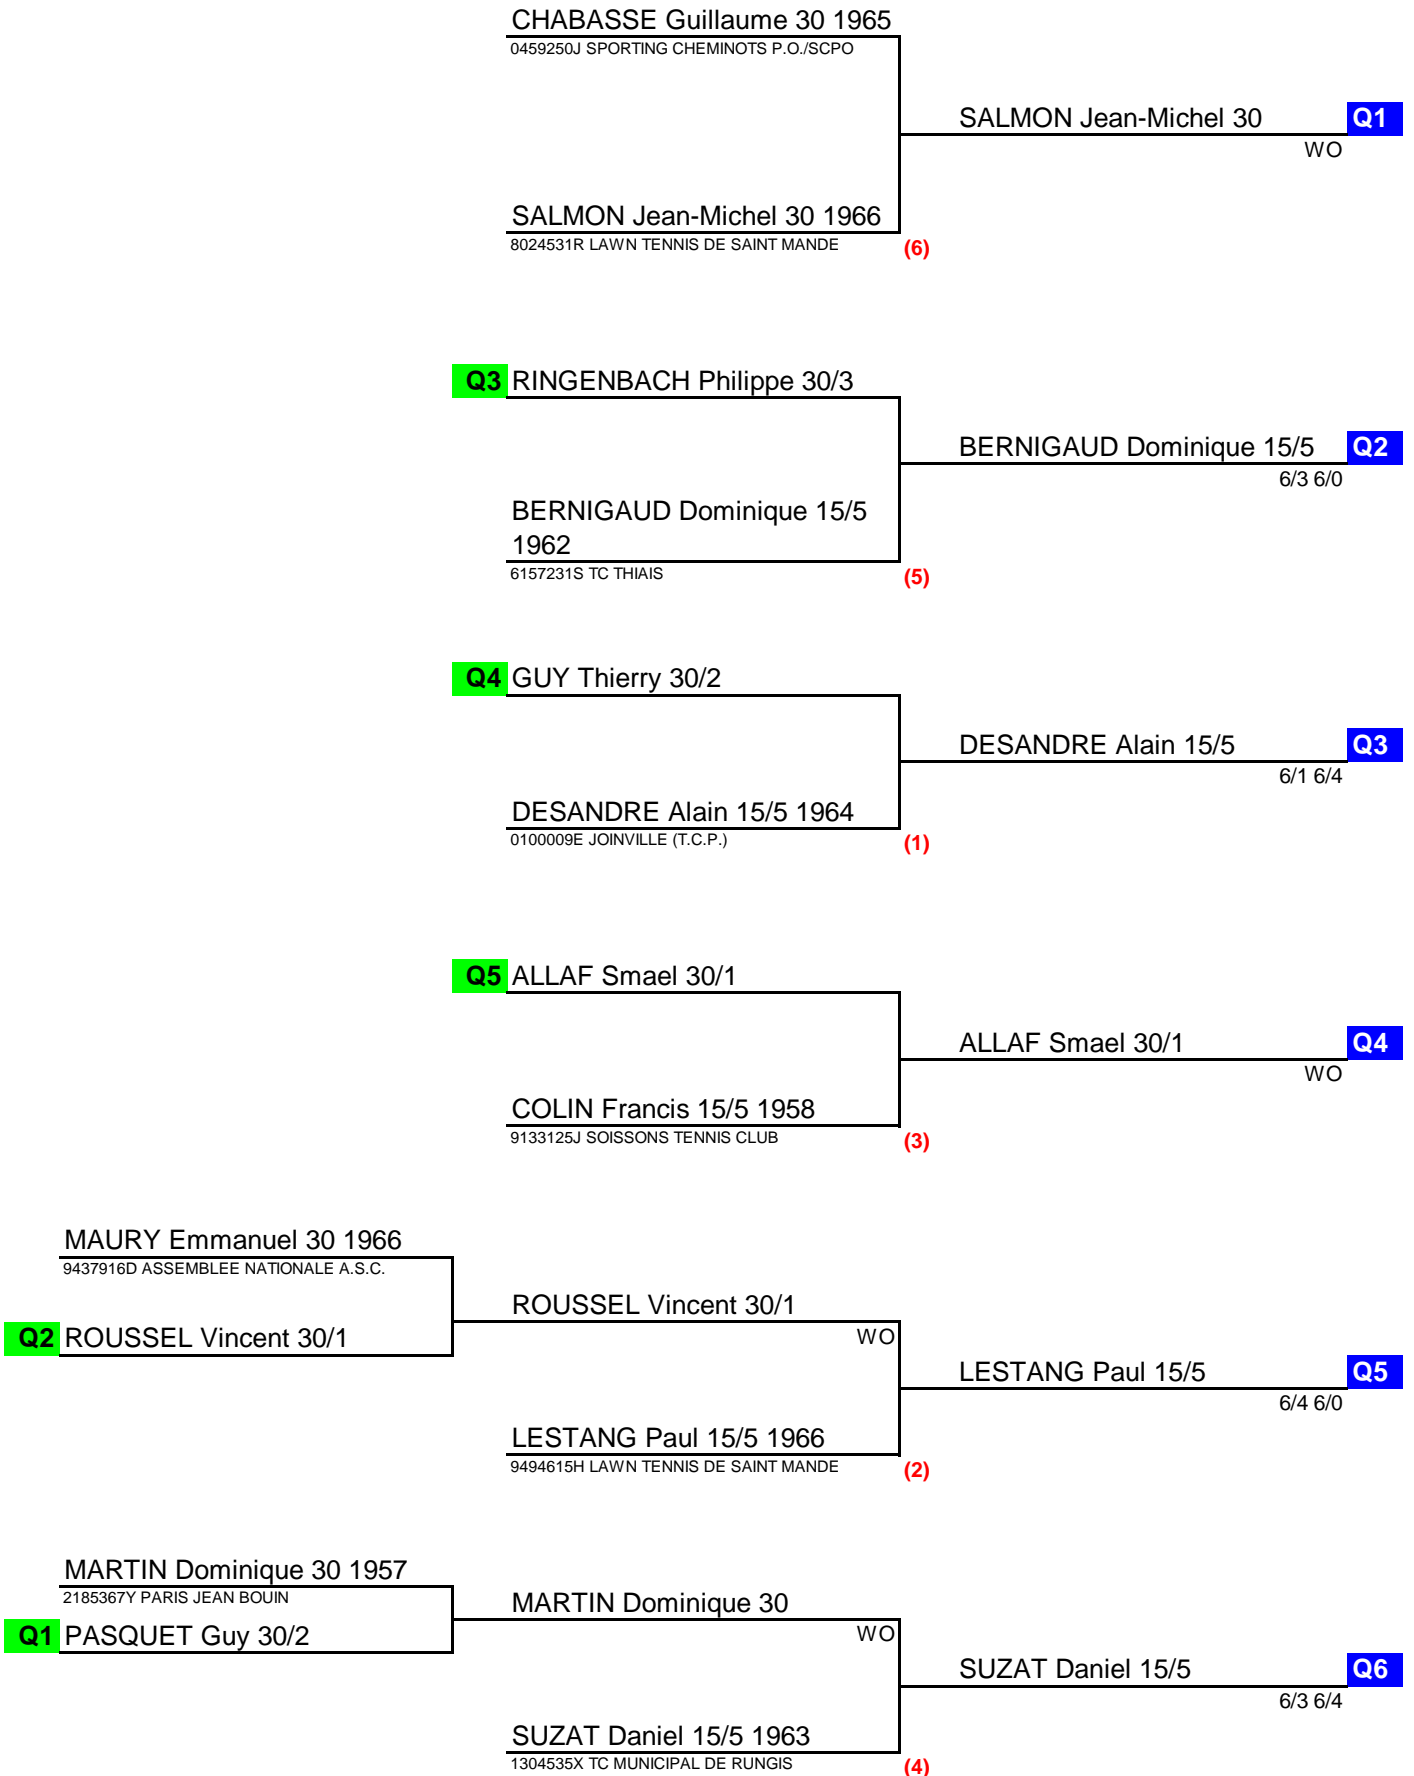 CHABASSE Guillaume 30 1965
0459250J SPORTING CHEMINOTS P.O./SCPO
SALMON Jean-Michel 30 Q1
WO
SALMON Jean-Michel 30 1966
8024531R LAWN TENNIS DE SAINT MANDE (6)
Q3 RINGENBACH Philippe 30/3
BERNIGAUD Dominique 15/5 Q2
6/3 6/0
BERNIGAUD Dominique 15/5
1962
6157231S TC THIAIS (5)
Q4 GUY Thierry 30/2
DESANDRE Alain 15/5 Q3
6/1 6/4
DESANDRE Alain 15/5 1964
0100009E JOINVILLE (T.C.P.) (1)
Q5 ALLAF Smael 30/1
ALLAF Smael 30/1 Q4
WO
COLIN Francis 15/5 1958
9133125J SOISSONS TENNIS CLUB (3)
MAURY Emmanuel 30 1966
9437916D ASSEMBLEE NATIONALE A.S.C.
ROUSSEL Vincent 30/1
Q2 ROUSSEL Vincent 30/1 WO
LESTANG Paul 15/5 Q5
6/4 6/0
LESTANG Paul 15/5 1966
9494615H LAWN TENNIS DE SAINT MANDE (2)
MARTIN Dominique 30 1957
2185367Y PARIS JEAN BOUIN
MARTIN Dominique 30
Q1 PASQUET Guy 30/2 WO
SUZAT Daniel 15/5 Q6
6/3 6/4
SUZAT Daniel 15/5 1963
1304535X TC MUNICIPAL DE RUNGIS (4)